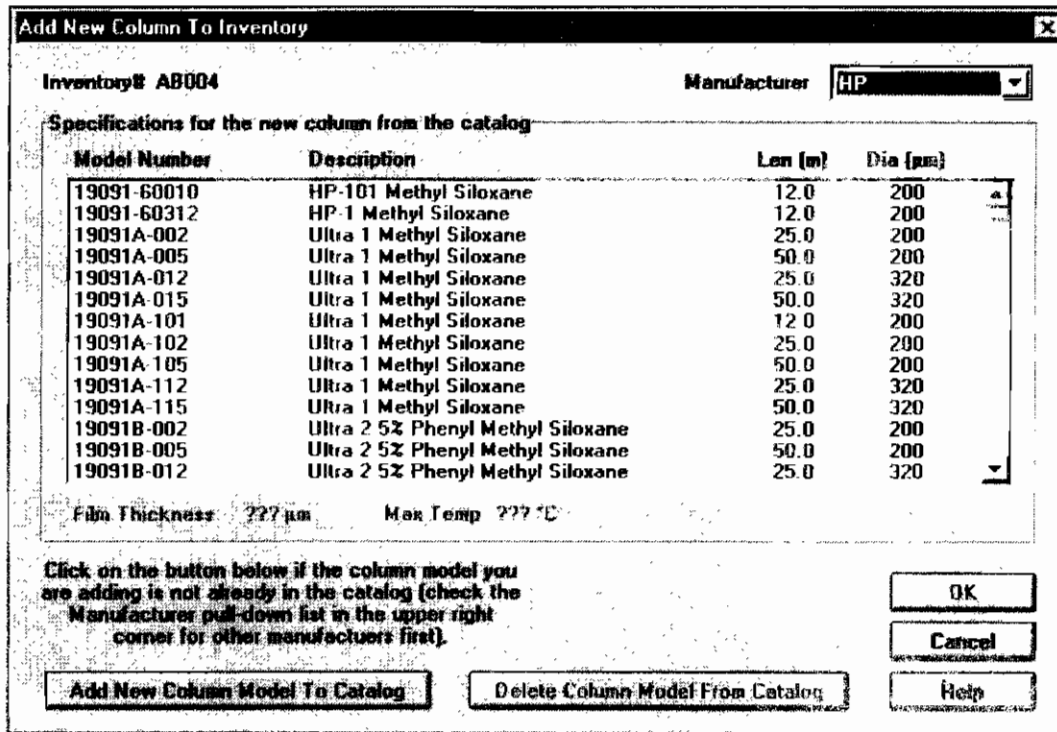 Add New Column To Inventory
Inventory# AB004 Manufacturer HP
Specifications for the new column from the catalog
Model Number Description Len (m) Dia (µm)
19091-60010 HP-101 Methyl Siloxane 12.0 200
19091-60312 HP-1 Methyl Siloxane 12.0 200
19091A-002 Ultra 1 Methyl Siloxane 25.0 200
19091A-005 Ultra 1 Methyl Siloxane 50.0 200
19091A-012 Ultra 1 Methyl Siloxane 25.0 320
19091A-015 Ultra 1 Methyl Siloxane 50.0 320
19091A-101 Ultra 1 Methyl Siloxane 12.0 200
19091A-102 Ultra 1 Methyl Siloxane 25.0 200
19091A-105 Ultra 1 Methyl Siloxane 50.0 200
19091A-112 Ultra 1 Methyl Siloxane 25.0 320
19091A-115 Ultra 1 Methyl Siloxane 50.0 320
19091B-002 Ultra 2 5% Phenyl Methyl Siloxane 25.0 200
19091B-005 Ultra 2 5% Phenyl Methyl Siloxane 50.0 200
19091B-012 Ultra 2 5% Phenyl Methyl Siloxane 25.0 320
Film Thickness ??? µm Max Temp ??? °C
Click on the button below if the column model you
are adding is not already in the catalog (check the
Manufacturer pull-down list in the upper right
corner for other manufactuers first).
OK
Cancel
Add New Column Model To Catalog Delete Column Model From Catalog Help